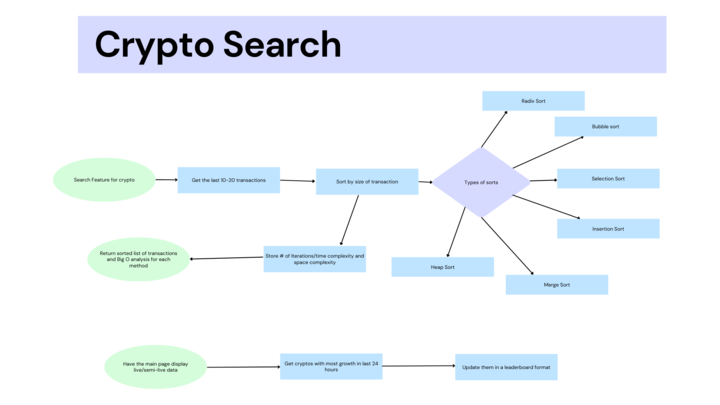 Crypto Search
Radix Sort
Bubble sort
Search Feature for crypto
Get the last 10-20 transactions
Sort by size of transaction
Types of sorts
Selection Sort
Insertion Sort
Return sorted list of transactions
and Big O analysis for each
method
Store # of iterations/time complexity and
space complexity
Heap Sort
Merge Sort
Have the main page display
live/semi-live data
Get cryptos with most growth in last 24
hours
Update them in a leaderboard format